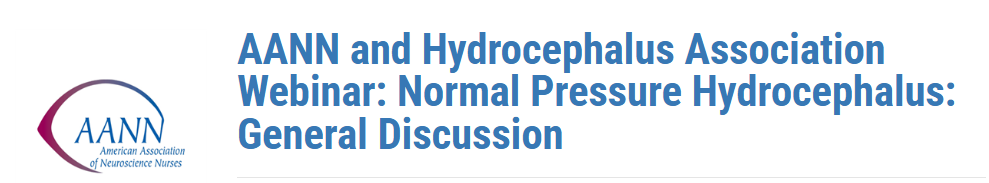 AANN and Hydrocephalus Association
Webinar: Normal Pressure Hydrocephalus:
General Discussion
AANN
American Association
of Neuroscience Nurses